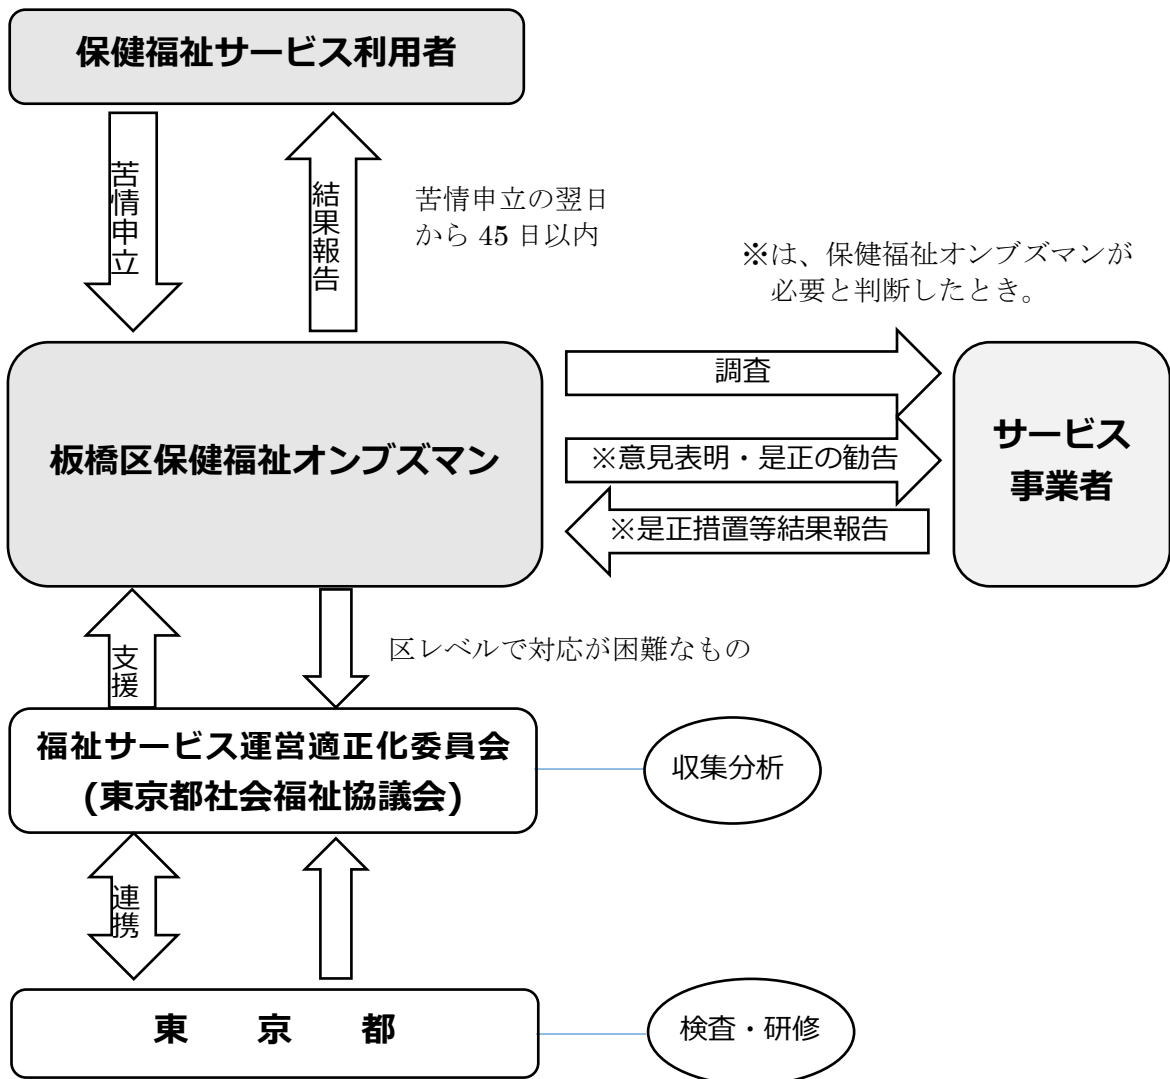 保健福祉サービス利用者
苦情申立
結果報告
苦情申立の翌日
から 45 日以内
※は、保健福祉オンブズマンが
必要と判断したとき。
板橋区保健福祉オンブズマン
調査
※意見表明・是正の勧告
※是正措置等結果報告
サービス
事業者
支援
区レベルで対応が困難なもの
福祉サービス運営適正化委員会
(東京都社会福祉協議会)
収集分析
連携
東 京 都
検査・研修